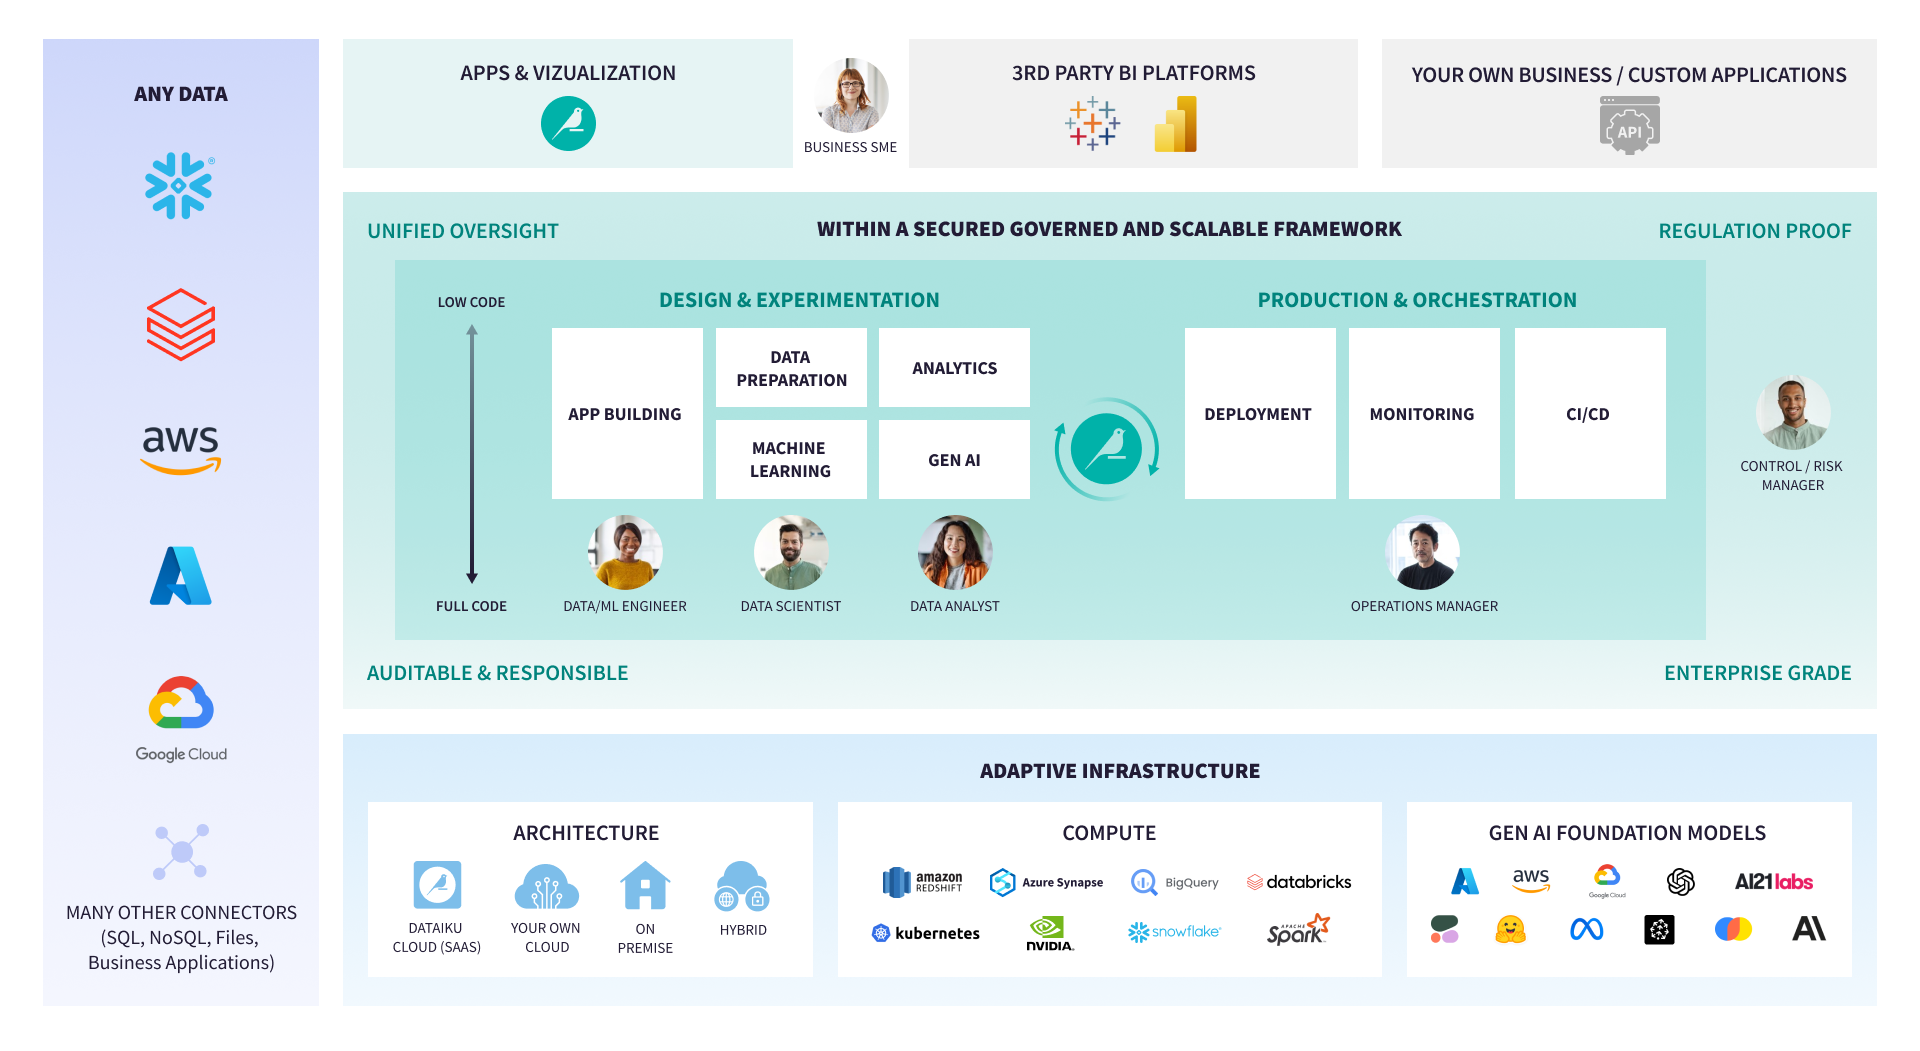 ANY DATA
®
aws
Google Cloud
MANY OTHER CONNECTORS
(SQL, NoSQL, Files,
Business Applications)
APPS & VIZUALIZATION
BUSINESS SME
3RD PARTY BI PLATFORMS
YOUR OWN BUSINESS / CUSTOM APPLICATIONS
API
UNIFIED OVERSIGHT
WITHIN A SECURED GOVERNED AND SCALABLE FRAMEWORK
REGULATION PROOF
LOW CODE
FULL CODE
DESIGN & EXPERIMENTATION
APP BUILDING
DATA
PREPARATION
ANALYTICS
MACHINE
LEARNING
GEN AI
DATA/ML ENGINEER
DATA SCIENTIST
DATA ANALYST
PRODUCTION & ORCHESTRATION
DEPLOYMENT
MONITORING
CI/CD
OPERATIONS MANAGER
CONTROL / RISK
MANAGER
AUDITABLE & RESPONSIBLE
ENTERPRISE GRADE
ADAPTIVE INFRASTRUCTURE
ARCHITECTURE
DATAIKU
CLOUD (SAAS)
YOUR OWN
CLOUD
ON
PREMISE
HYBRID
COMPUTE
amazon
REDSHIFT
Azure Synapse
BigQuery
databricks
kubernetes
NVIDIA.
snowflake
APACHE
Spark
GEN AI FOUNDATION MODELS
aws
Google Cloud
AI21labs